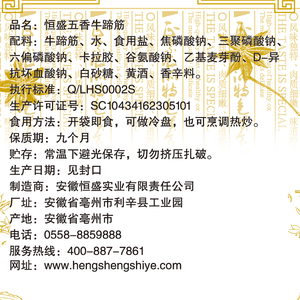 品名：恒盛五香牛蹄筋
配料：牛蹄筋、水、食用盐、焦磷酸钠、三聚磷酸钠、
六偏磷酸钠、卡拉胶、谷氨酸钠、乙基麦芽酚、D-异
抗坏血酸钠、白砂糖、黄酒、香辛料。
执行标准：Q/LHS0002S
生产许可证号：SC10434162305101
食用方法：开袋即食，可做冷盘，也可烹调热炒。
保质期：九个月
贮存：常温下避光保存，切勿挤压扎破。
生产日期：见封口
制造商：安徽恒盛实业有限责任公司
厂址：安徽省亳州市利辛县工业园
产地：安徽省亳州市
电话：0558-8859888
服务热线：400-887-7861
网址：www.hengshengshiye.com